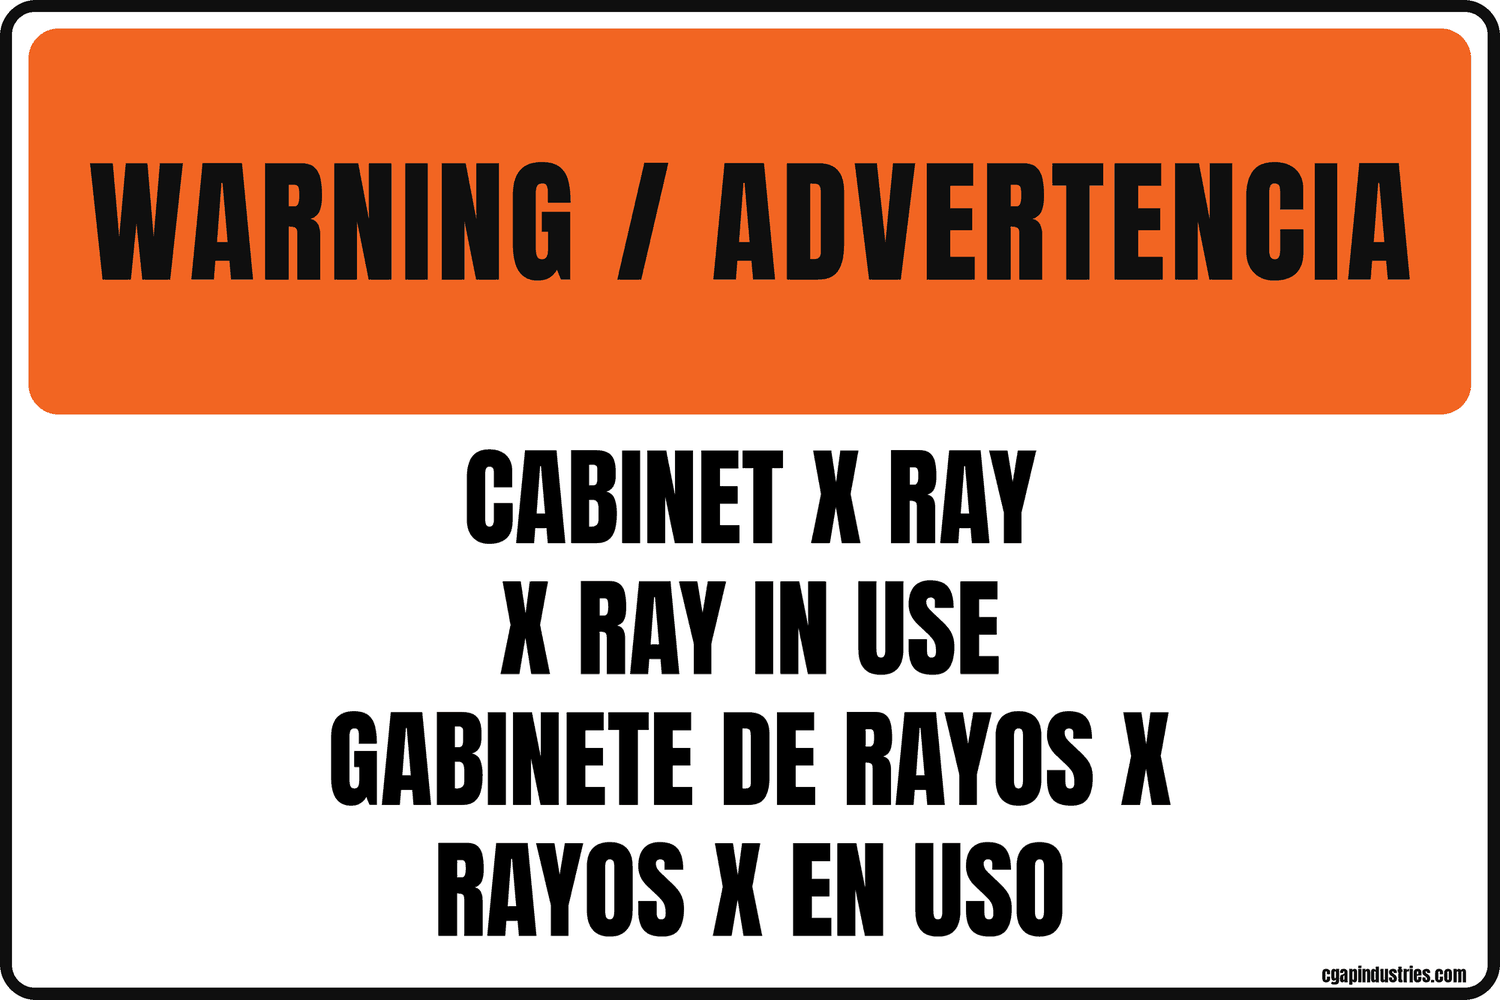 WARNING / ADVERTENCIA
CABINET X RAY
X RAY IN USE
GABINETE DE RAYOS X
RAYOS X EN USO
cgapindustries.com